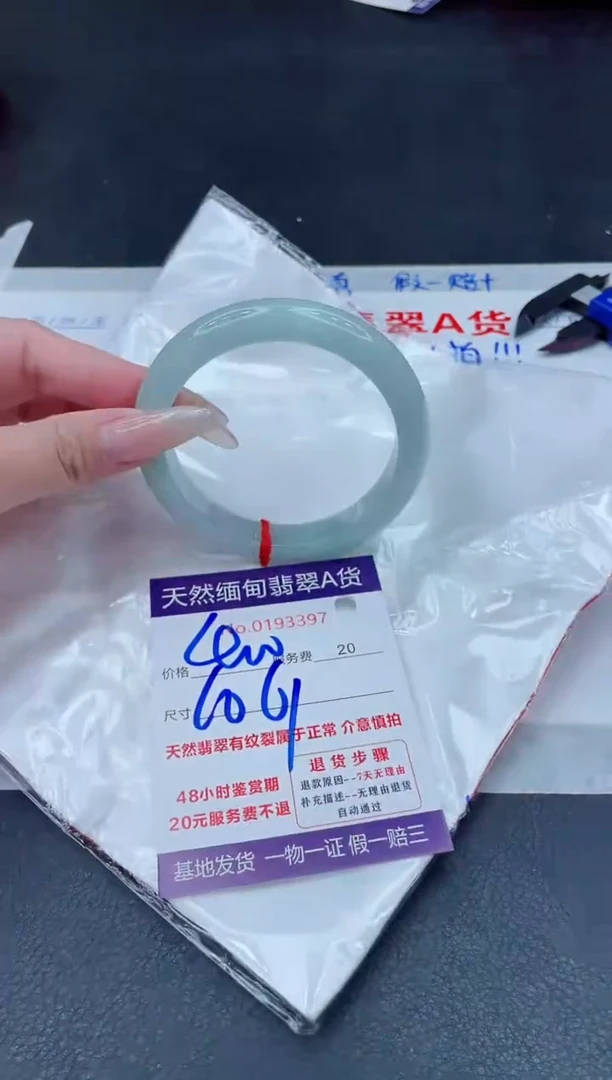 假一赔十
翠A货
拍!!!
天然缅甸翡翠A货
No.0193397
价格 服务费 20
尺寸
天然翡翠有纹裂属于正常 介意慎拍
48小时鉴赏期
20元服务费不退
退货步骤
退款原因--7天无理由
补充描述--无理由退货
自动通过
基地发货 一物一证 假一赔三